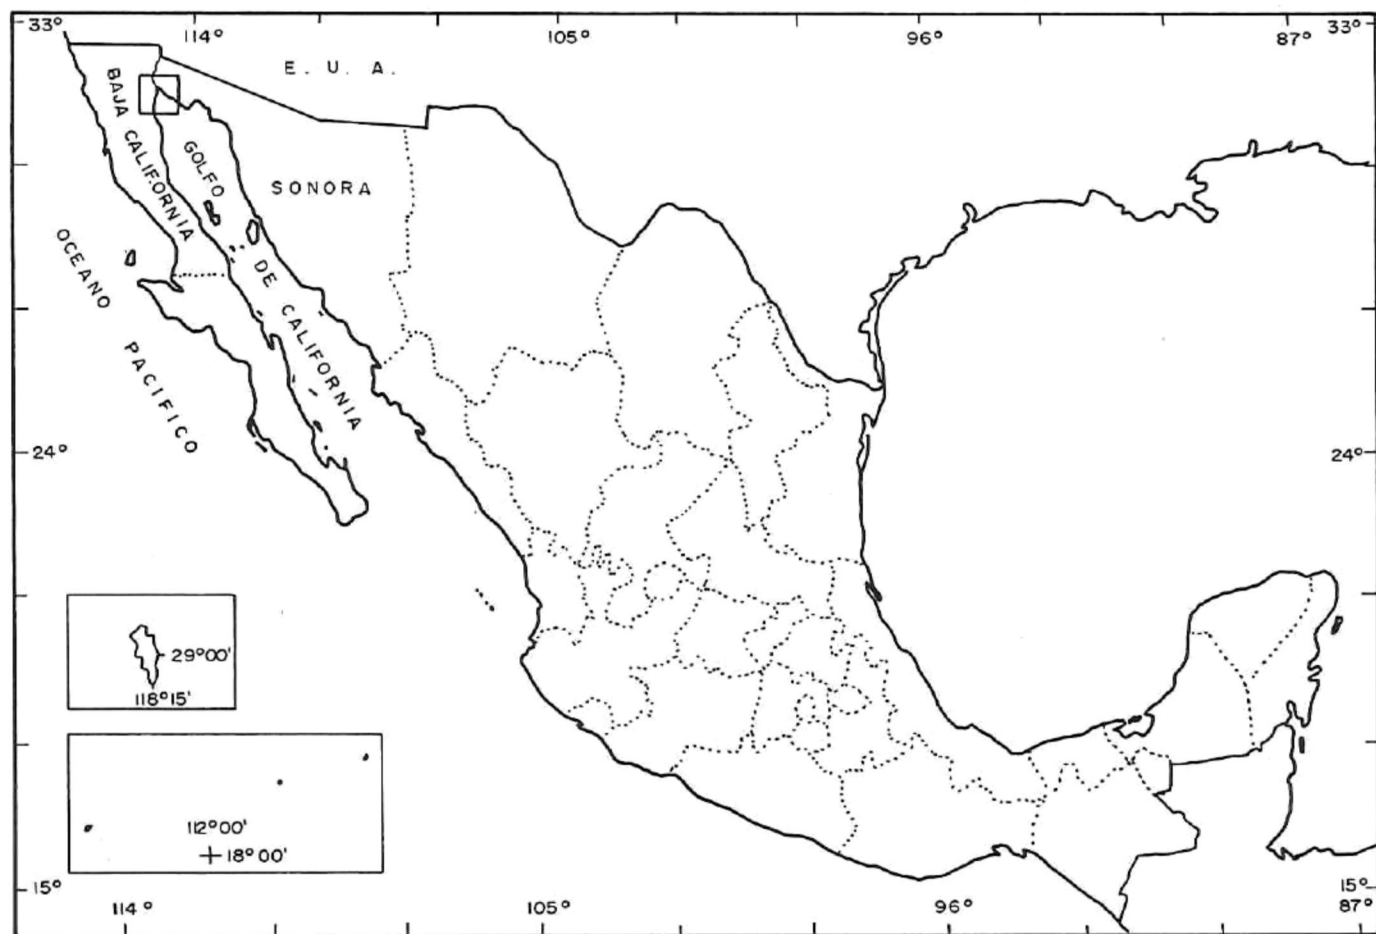 33° 114° 105° 96° 87° 33°
E. U. A.
BAJA CALIFORNIA
GOLFO DE CALIFORNIA
SONORA
OCEANO PACIFICO
24° 24°
29°00'
118°15'
112°00'
18°00'
15° 15°
114° 105° 96° 87°